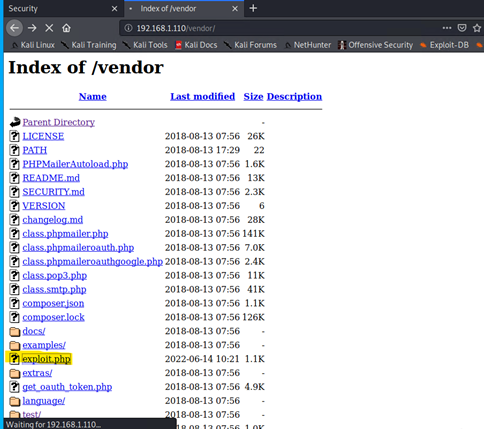 Security
Index of /vendor
192.168.1.110/vendor/
Kali Linux Kali Training Kali Tools Kali Docs Kali Forums NetHunter Offensive Security Exploit-DB
Index of /vendor
Name Last modified Size Description
Parent Directory -
LICENSE 2018-08-13 07:56 26K
PATH 2018-08-13 17:29 22
PHPMailerAutoload.php 2018-08-13 07:56 1.6K
README.md 2018-08-13 07:56 13K
SECURITY.md 2018-08-13 07:56 2.3K
VERSION 2018-08-13 07:56 6
changelog.md 2018-08-13 07:56 28K
class.phpmailer.php 2018-08-13 07:56 141K
class.phpmaileroauth.php 2018-08-13 07:56 7.0K
class.phpmaileroauthgoogle.php 2018-08-13 07:56 2.4K
class.pop3.php 2018-08-13 07:56 11K
class.smtp.php 2018-08-13 07:56 41K
composer.json 2018-08-13 07:56 1.1K
composer.lock 2018-08-13 07:56 126K
docs/ 2018-08-13 07:56 -
examples/ 2018-08-13 07:56 -
exploit.php 2022-06-14 10:21 1.1K
extras/ 2018-08-13 07:56 -
get_oauth_token.php 2018-08-13 07:56 4.9K
language/ 2018-08-13 07:56 -
test/ 2018-08-13 07:56 -
Waiting for 192.168.1.110...